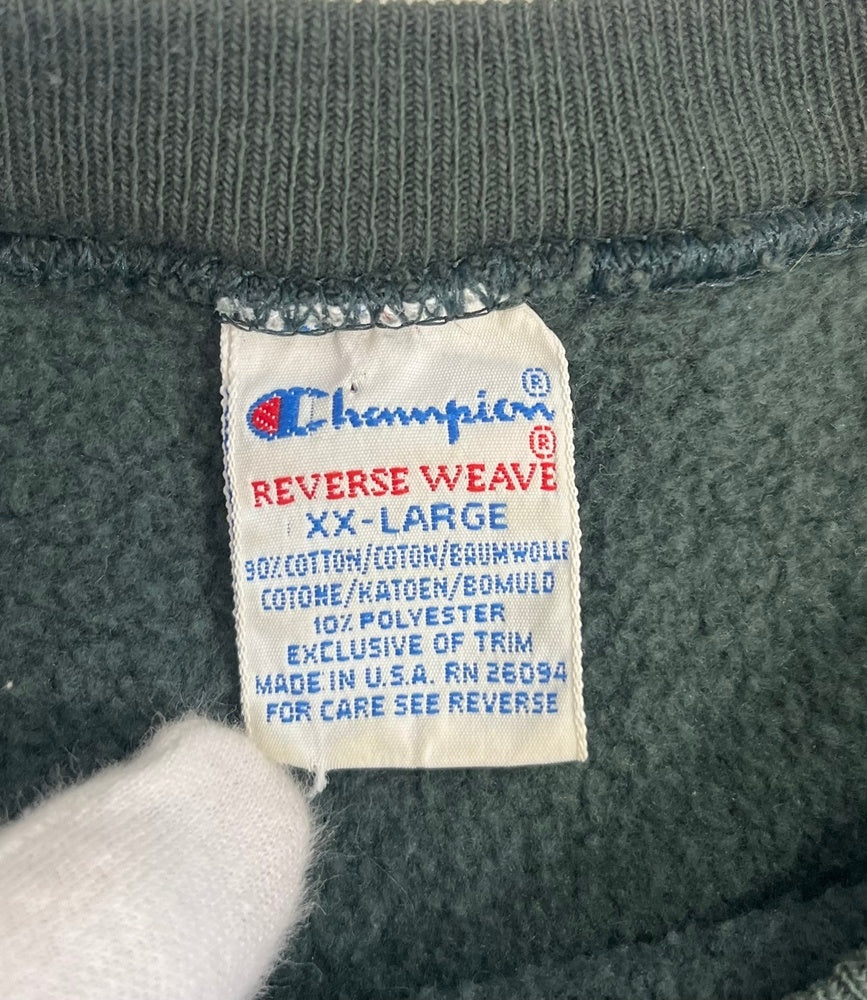 Champion®
REVERSE WEAVE®
XX-LARGE
90% COTTON/COTON/BAUMWOLLE
COTONE/KATOEN/BOMULD
10% POLYESTER
EXCLUSIVE OF TRIM
MADE IN U.S.A. RN 26094
FOR CARE SEE REVERSE